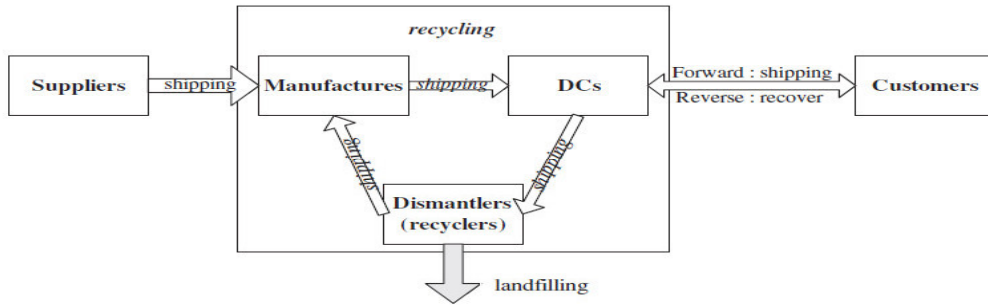 recycling
Suppliers
shipping
Manufactures
shipping
DCs
Forward : shipping
Reverse : recover
Customers
shipping
shipping
Dismantlers
(recyclers)
landfilling